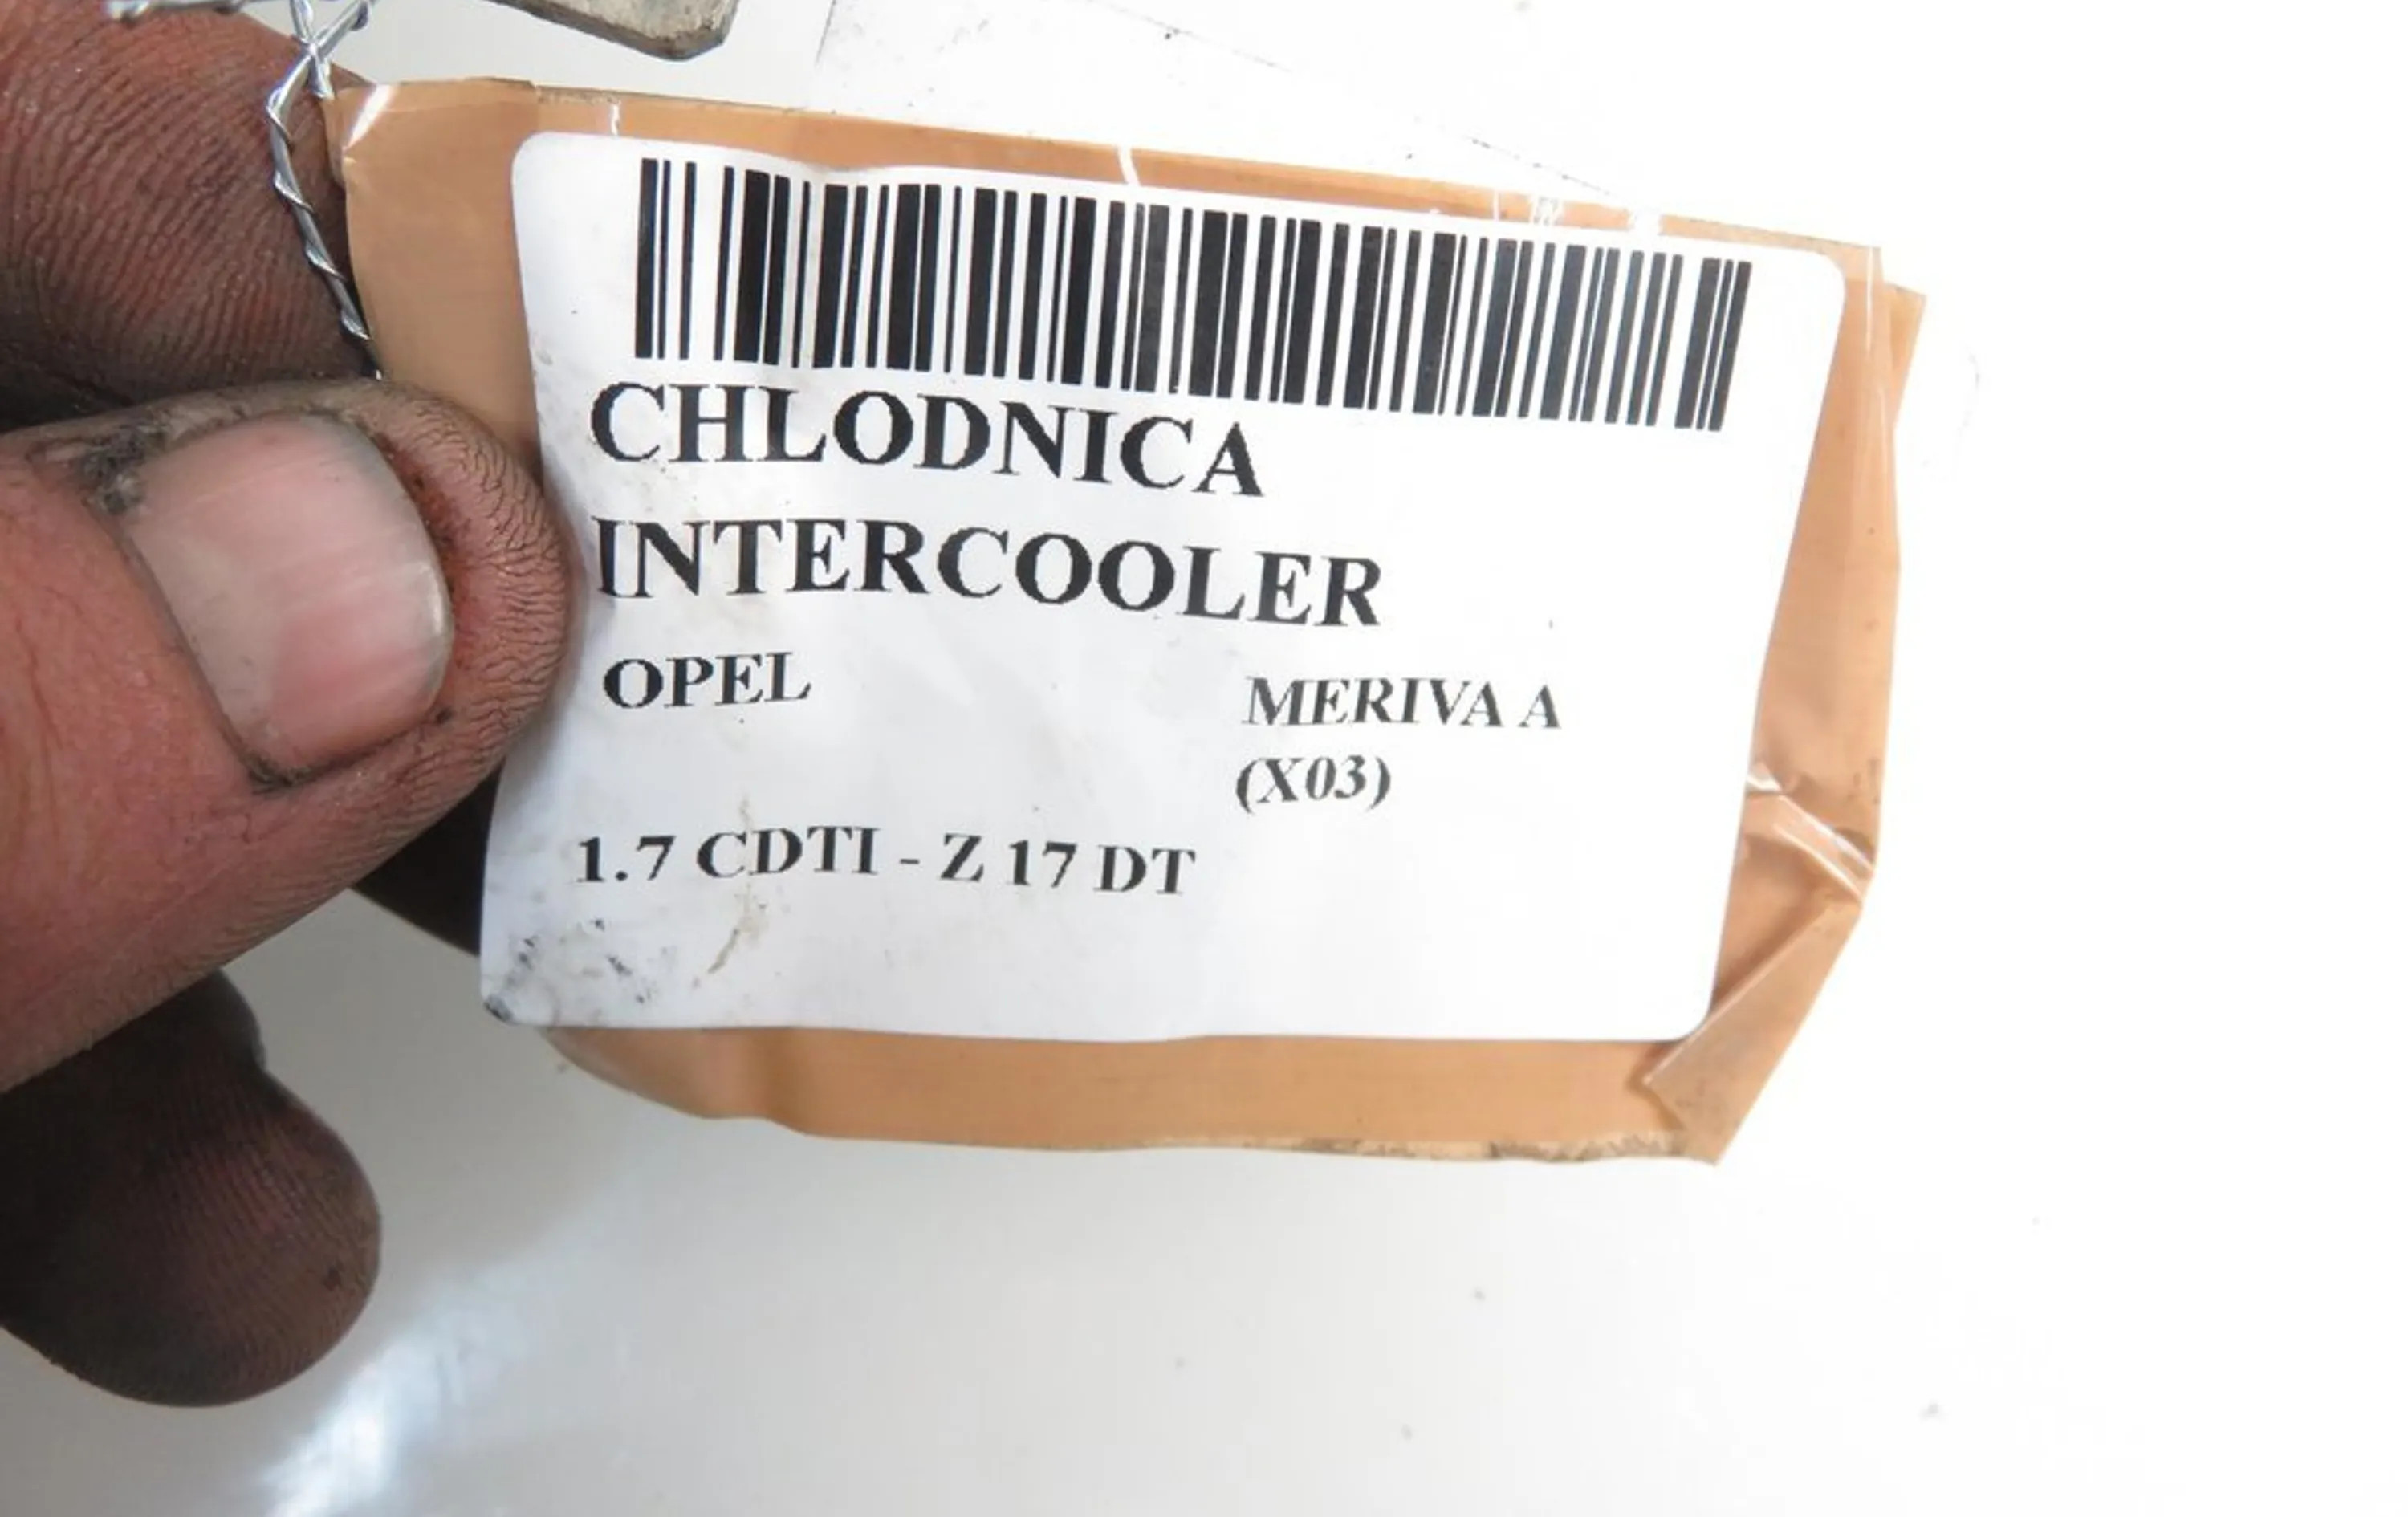 CHLODNICA
INTERCOOLER
OPEL MERIVA A
(X03)
1.7 CDTI - Z 17 DT